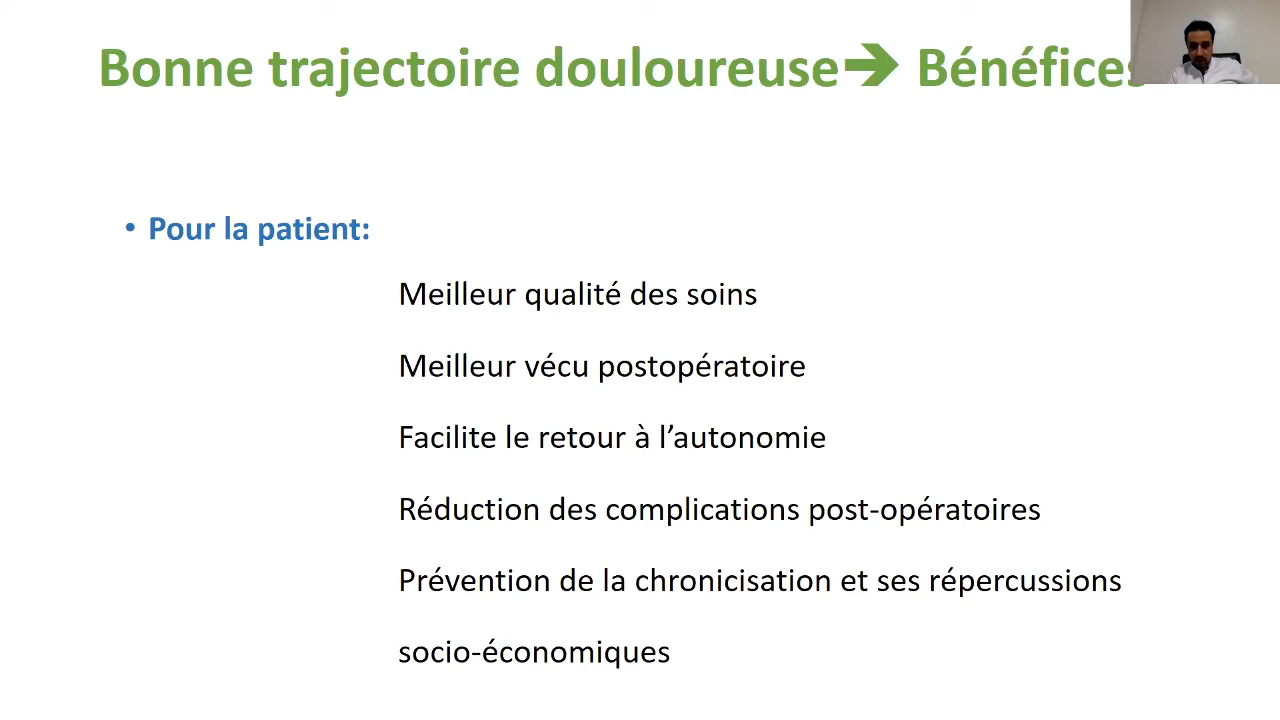 Bonne trajectoire douloureuse➔ Bénéfices
• Pour la patient:
Meilleur qualité des soins
Meilleur vécu postopératoire
Facilite le retour à l’autonomie
Réduction des complications post-opératoires
Prévention de la chronicisation et ses répercussions
socio-économiques